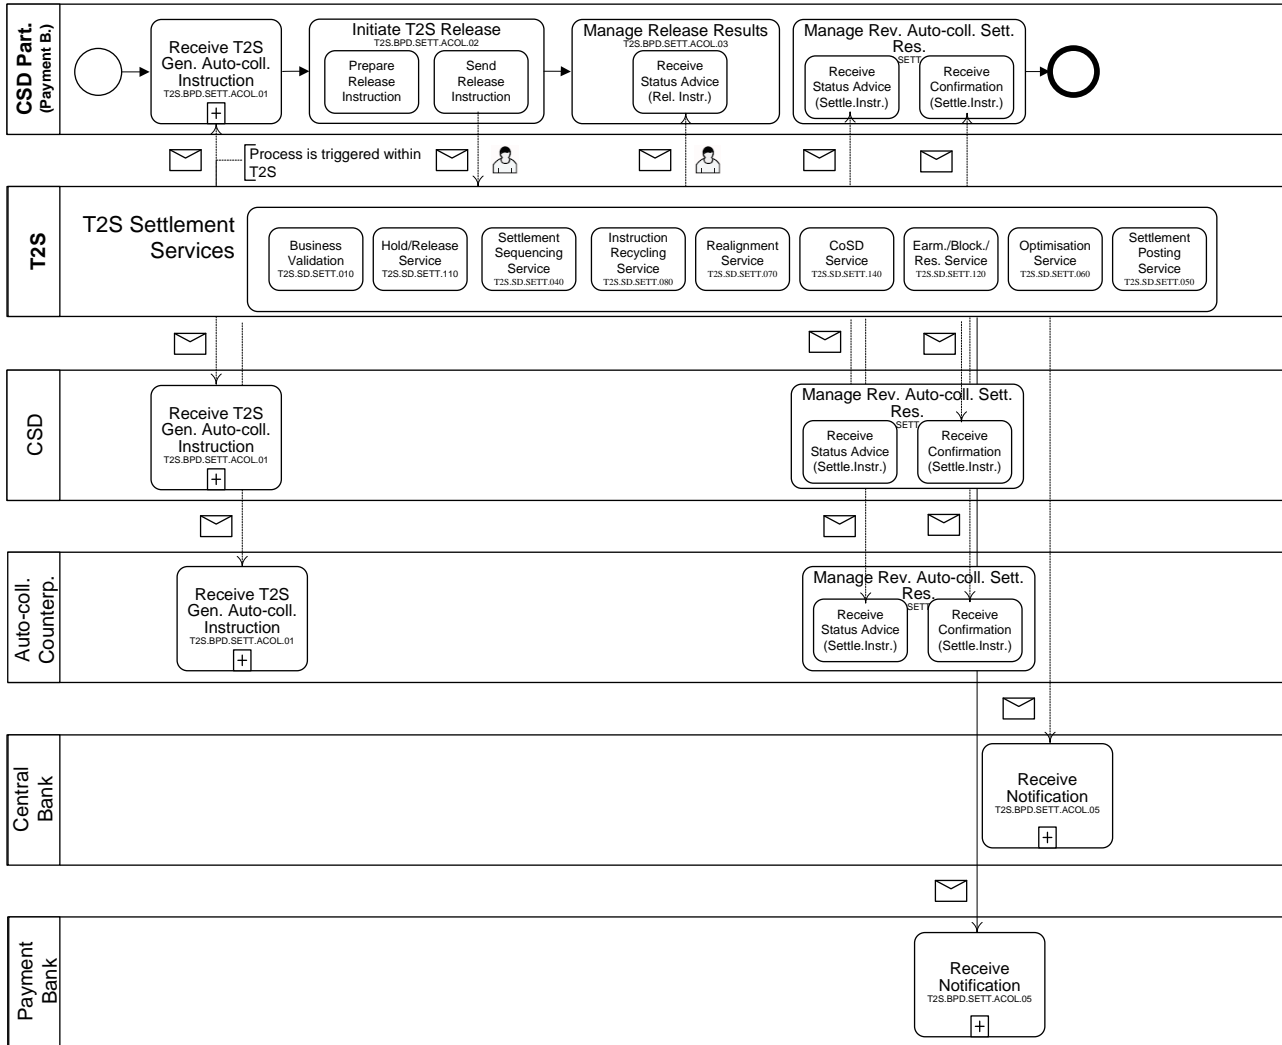 CSD Part.
(Payment B.)
Receive T2S
Gen. Auto-coll.
Instruction
T2S.BPD.SETT.ACOL.01
+
Initiate T2S Release
T2S.BPD.SETT.ACOL.02
Prepare
Release
Instruction
Send
Release
Instruction
Manage Release Results
T2S.BPD.SETT.ACOL.03
Receive
Status Advice
(Rel. Instr.)
Manage Rev. Auto-coll. Sett.
Res.
SETT
Receive
Status Advice
(Settle.Instr.)
Receive
Confirmation
(Settle.Instr.)
Process is triggered within
T2S
T2S
T2S Settlement
Services
Business
Validation
T2S.SD.SETT.010
Hold/Release
Service
T2S.SD.SETT.110
Settlement
Sequencing
Service
T2S.SD.SETT.040
Instruction
Recycling
Service
T2S.SD.SETT.080
Realignment
Service
T2S.SD.SETT.070
CoSD
Service
T2S.SD.SETT.140
Earm./Block./
Res. Service
T2S.SD.SETT.120
Optimisation
Service
T2S.SD.SETT.060
Settlement
Posting
Service
T2S.SD.SETT.050
CSD
Receive T2S
Gen. Auto-coll.
Instruction
T2S.BPD.SETT.ACOL.01
+
Manage Rev. Auto-coll. Sett.
Res.
SETT
Receive
Status Advice
(Settle.Instr.)
Receive
Confirmation
(Settle.Instr.)
Auto-coll.
Counterp.
Receive T2S
Gen. Auto-coll.
Instruction
T2S.BPD.SETT.ACOL.01
+
Manage Rev. Auto-coll. Sett.
Res.
SETT
Receive
Status Advice
(Settle.Instr.)
Receive
Confirmation
(Settle.Instr.)
Central
Bank
Receive
Notification
T2S.BPD.SETT.ACOL.05
+
Payment
Bank
Receive
Notification
T2S.BPD.SETT.ACOL.05
+